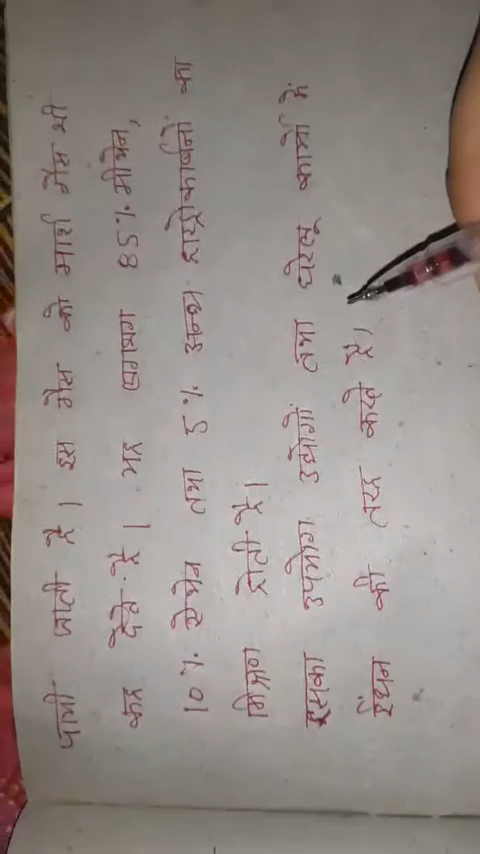 पायी जाती है। इस गैस को मार्श गैस भी
कह देते है। यह लगभग 85% मीथेन,
10% ऐथेन तथा 5% अन्य हाइड्रोकार्बनों का
मिश्रण होती है।
इसका उपयोग उद्योगों तथा घरेलू कार्यों में
ईंधन की तरह करते है।